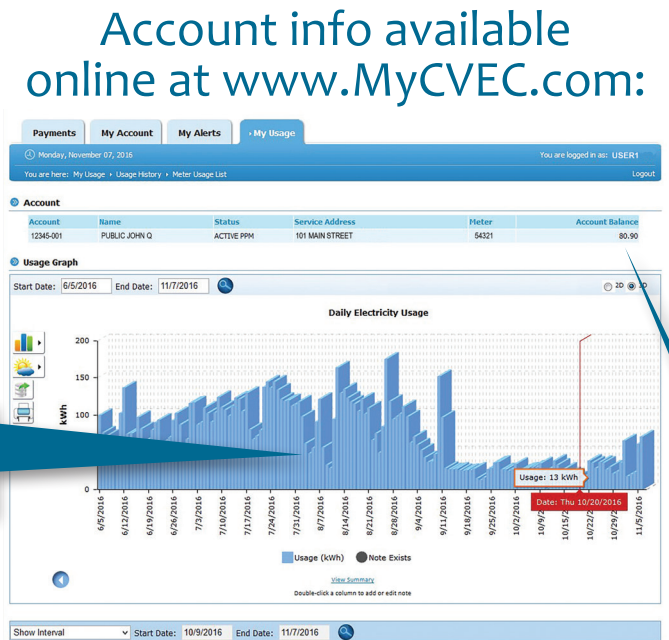 Account info available
online at www.MyCVEC.com:
Payments My Account My Alerts › My Usage
Monday, November 07, 2016 You are logged in as: USER1
You are here: My Usage › Usage History › Meter Usage List Logout
Account
Account Name Status Service Address Meter Account Balance
12345-001 PUBLIC JOHN Q ACTIVE PPM 101 MAIN STREET 54321 80.90
Usage Graph
Start Date: 6/5/2016 End Date: 11/7/2016 2D 3D
Daily Electricity Usage
200
150
100
0
kWh
Usage: 13 kWh
Date: Thu 10/20/2016
6/5/2016 6/12/2016 6/19/2016 6/26/2016 7/3/2016 7/10/2016 7/17/2016 7/24/2016 7/31/2016 8/7/2016 8/14/2016 8/21/2016 8/28/2016 9/4/2016 9/11/2016 9/18/2016 9/25/2016 10/2/2016 10/9/2016 10/15/2016 10/22/2016 10/29/2016 11/5/2016
Usage (kWh) Note Exists
View Summary
Double-click a column to add or edit note
Show Interval Start Date: 10/9/2016 End Date: 11/7/2016